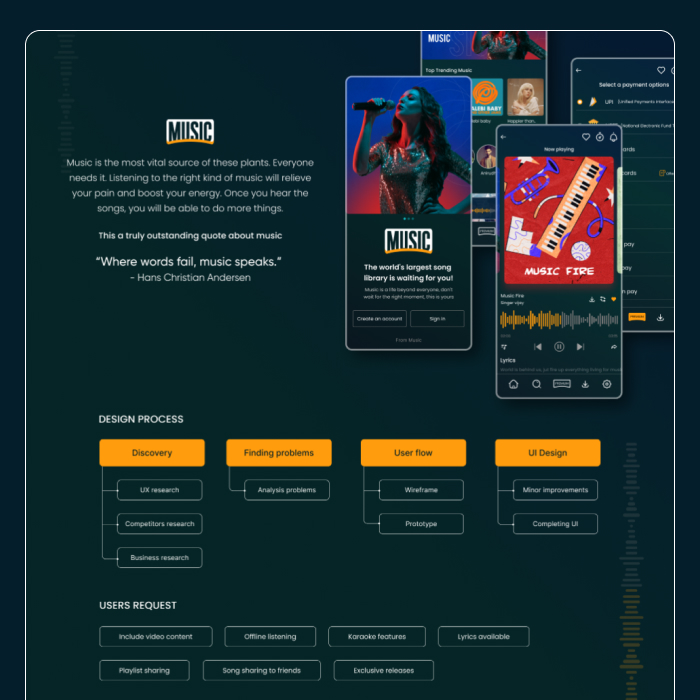 MUSIC
Music is the most vital source of these plants. Everyone
needs it. Listening to the right kind of music will relieve
your pain and boost your energy. Once you hear the
songs, you will be able to do more things.
This a truly outstanding quote about music
“Where words fail, music speaks.”
- Hans Christian Andersen
MUSIC
The world's largest song
library is waiting for you!
Music is a life beyond everyone, don't
wait for the right moment, this is yours
Create an account
Sign in
From Music
MUSIC
Top Trending Music
Select a payment options
UPI
Now playing
MUSIC FIRE
Music Fire
Singer vijay
Lyrics
pay
pay
pay
DESIGN PROCESS
Discovery
Finding problems
User flow
UI Design
UX research
Analysis problems
Wireframe
Minor improvements
Competitors research
Prototype
Completing UI
Business research
USERS REQUEST
Include video content
Offline listening
Karaoke features
Lyrics available
Playlist sharing
Song sharing to friends
Exclusive releases